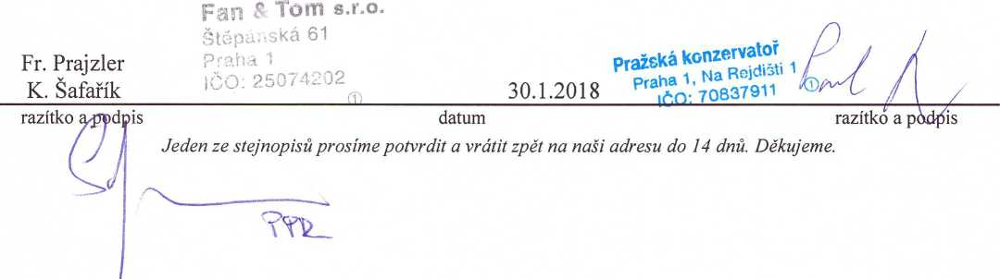 Fan & Tom s.r.o.
Štěpánská 61
Praha 1
IČO: 25074202
1
Fr. Prajzler
K. Šafařík
30.1.2018
Pražská konzervatoř
Praha 1, Na Rejdišti 1
IČO: 70837911
1
razítko a podpis
datum
razítko a podpis
Jeden ze stejnopisů prosíme potvrdit a vrátit zpět na naši adresu do 14 dnů. Děkujeme.